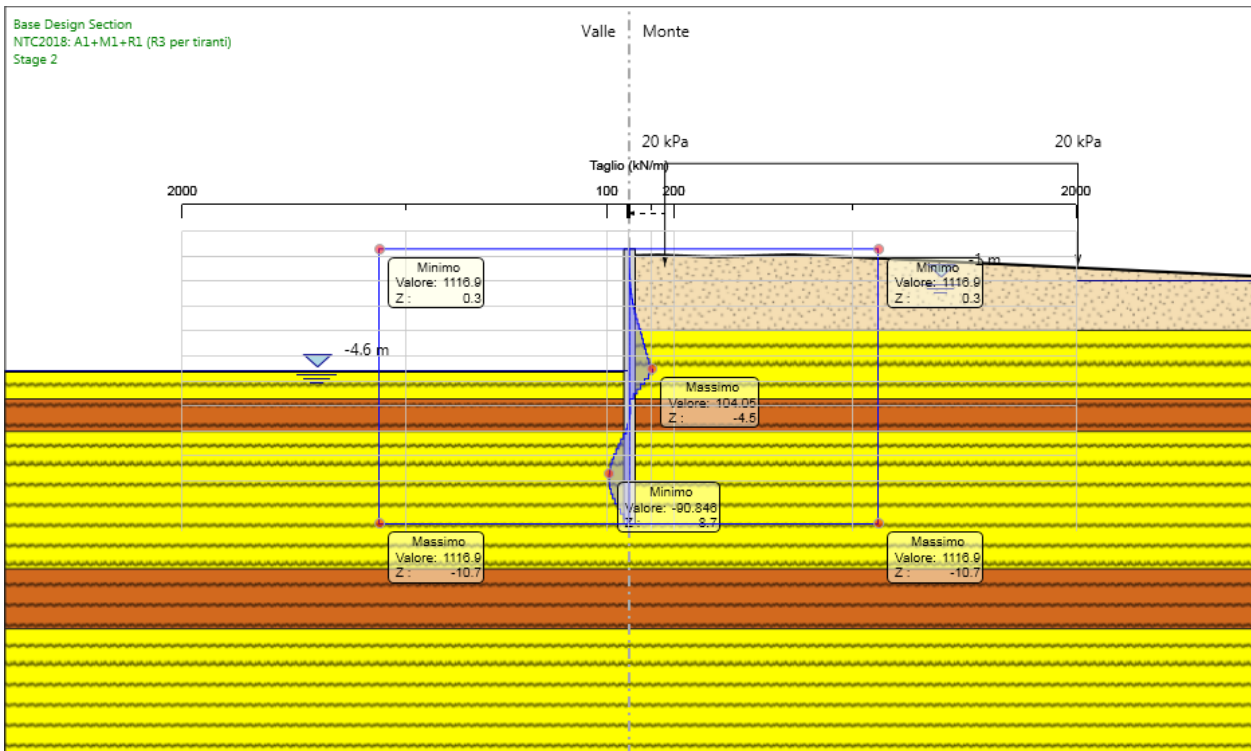 Base Design Section
NTC2018: A1+M1+R1 (R3 per tiranti)
Stage 2
Valle Monte
20 kPa 20 kPa
Taglio (kN/m)
2000 100 200 2000
-1 m
Minimo
Valore: 1116.9
Z : 0.3
Minimo
Valore: 1116.9
Z : 0.3
-4.6 m
Massimo
Valore: 104.05
Z : -4.5
Minimo
Valore: -90.846
Z : -8.7
Massimo
Valore: 1116.9
Z : -10.7
Massimo
Valore: 1116.9
Z : -10.7